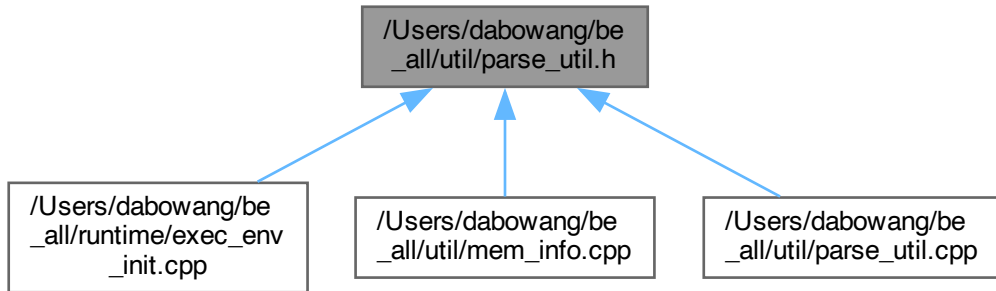 /Users/dabowang/be
_all/util/parse_util.h
/Users/dabowang/be
_all/runtime/exec_env
_init.cpp
/Users/dabowang/be
_all/util/mem_info.cpp
/Users/dabowang/be
_all/util/parse_util.cpp